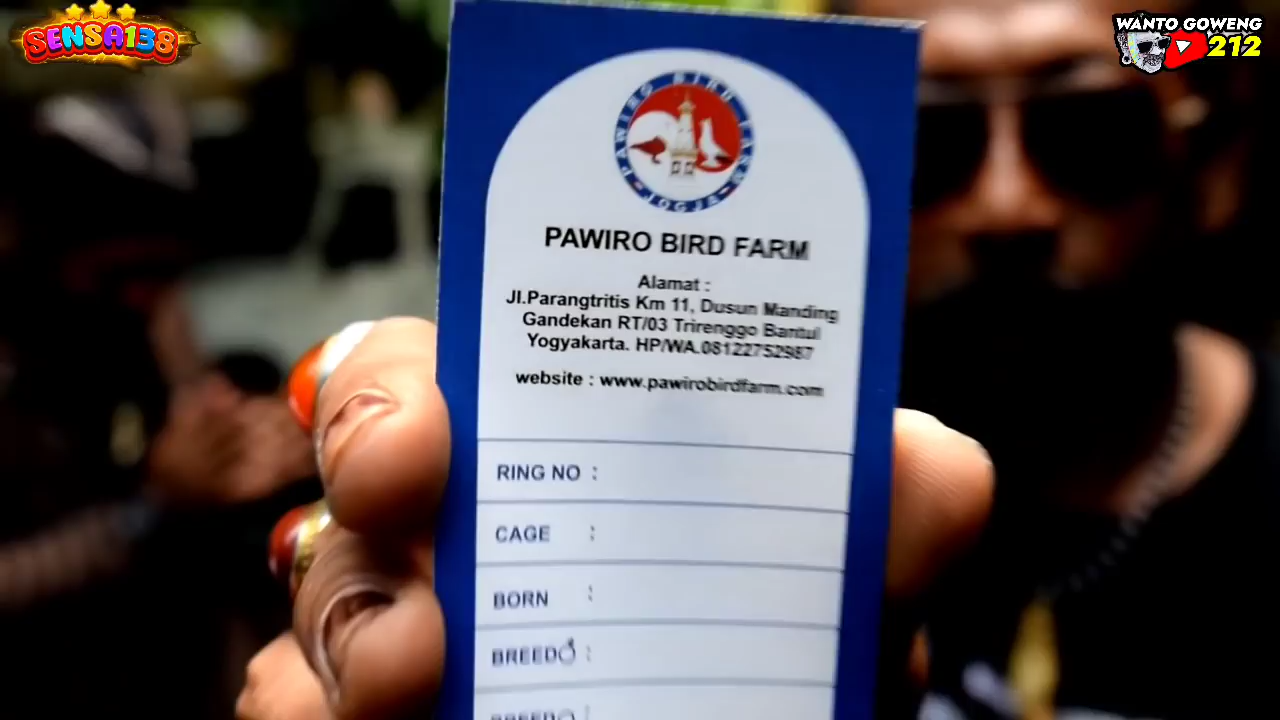 SENSA138
WANTO GOWENG
212
PAWIRO BIRD FARM
JOGJA
PAWIRO BIRD FARM
Alamat :
Jl.Parangtritis Km 11, Dusun Manding
Gandekan RT/03 Trirenggo Bantul
Yogyakarta. HP/WA.08122752987
website : www.pawirobirdfarm.com
RING NO :
CAGE :
BORN :
BREED♂ :
BREED♀ :